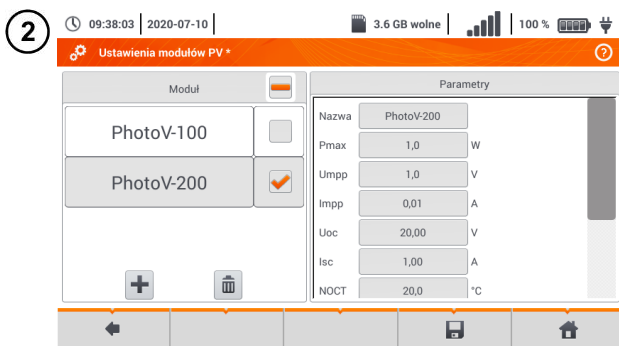 2
09:38:03 2020-07-10 3.6 GB wolne 100 %
Ustawienia modułów PV * ?
Moduł
Parametry
PhotoV-100
PhotoV-200
Nazwa PhotoV-200
Pmax 1,0 W
Umpp 1,0 V
Impp 0,01 A
Uoc 20,00 V
Isc 1,00 A
NOCT 20,0 °C